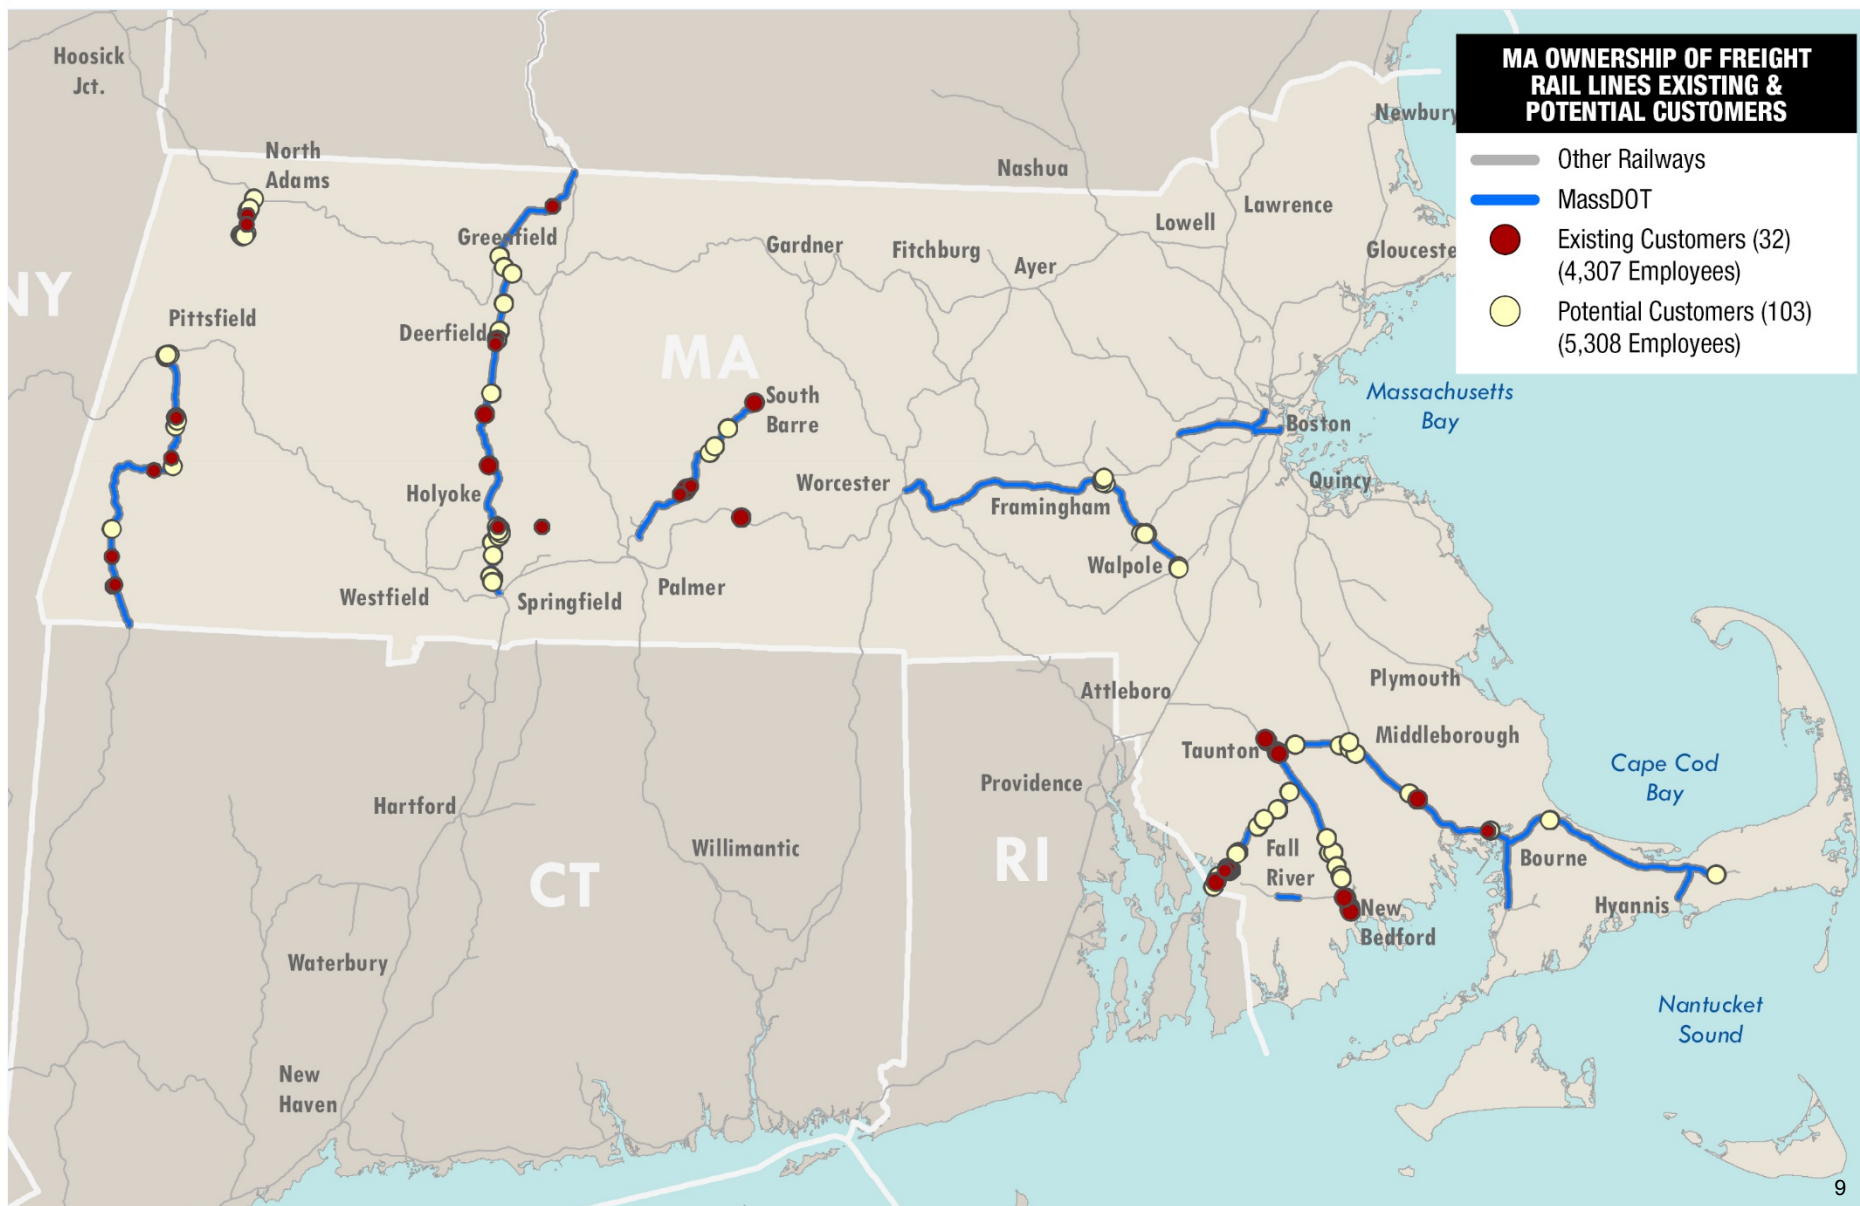 MA OWNERSHIP OF FREIGHT
RAIL LINES EXISTING &
POTENTIAL CUSTOMERS
Other Railways
MassDOT
Existing Customers (32)
(4,307 Employees)
Potential Customers (103)
(5,308 Employees)
Hoosick
Jct.
North
Adams
Nashua
Newbury
Lawrence
Lowell
Gloucester
Greenfield
Gardner
Fitchburg
Ayer
NY
Pittsfield
Deerfield
MA
South
Barre
Massachusetts
Bay
Boston
Worcester
Quincy
Holyoke
Framingham
Walpole
Westfield
Springfield
Palmer
Attleboro
Plymouth
Taunton
Middleborough
Cape Cod
Bay
Providence
Hartford
Willimantic
RI
CT
Fall
River
Bourne
Hyannis
New
Bedford
Waterbury
Nantucket
Sound
New
Haven
9